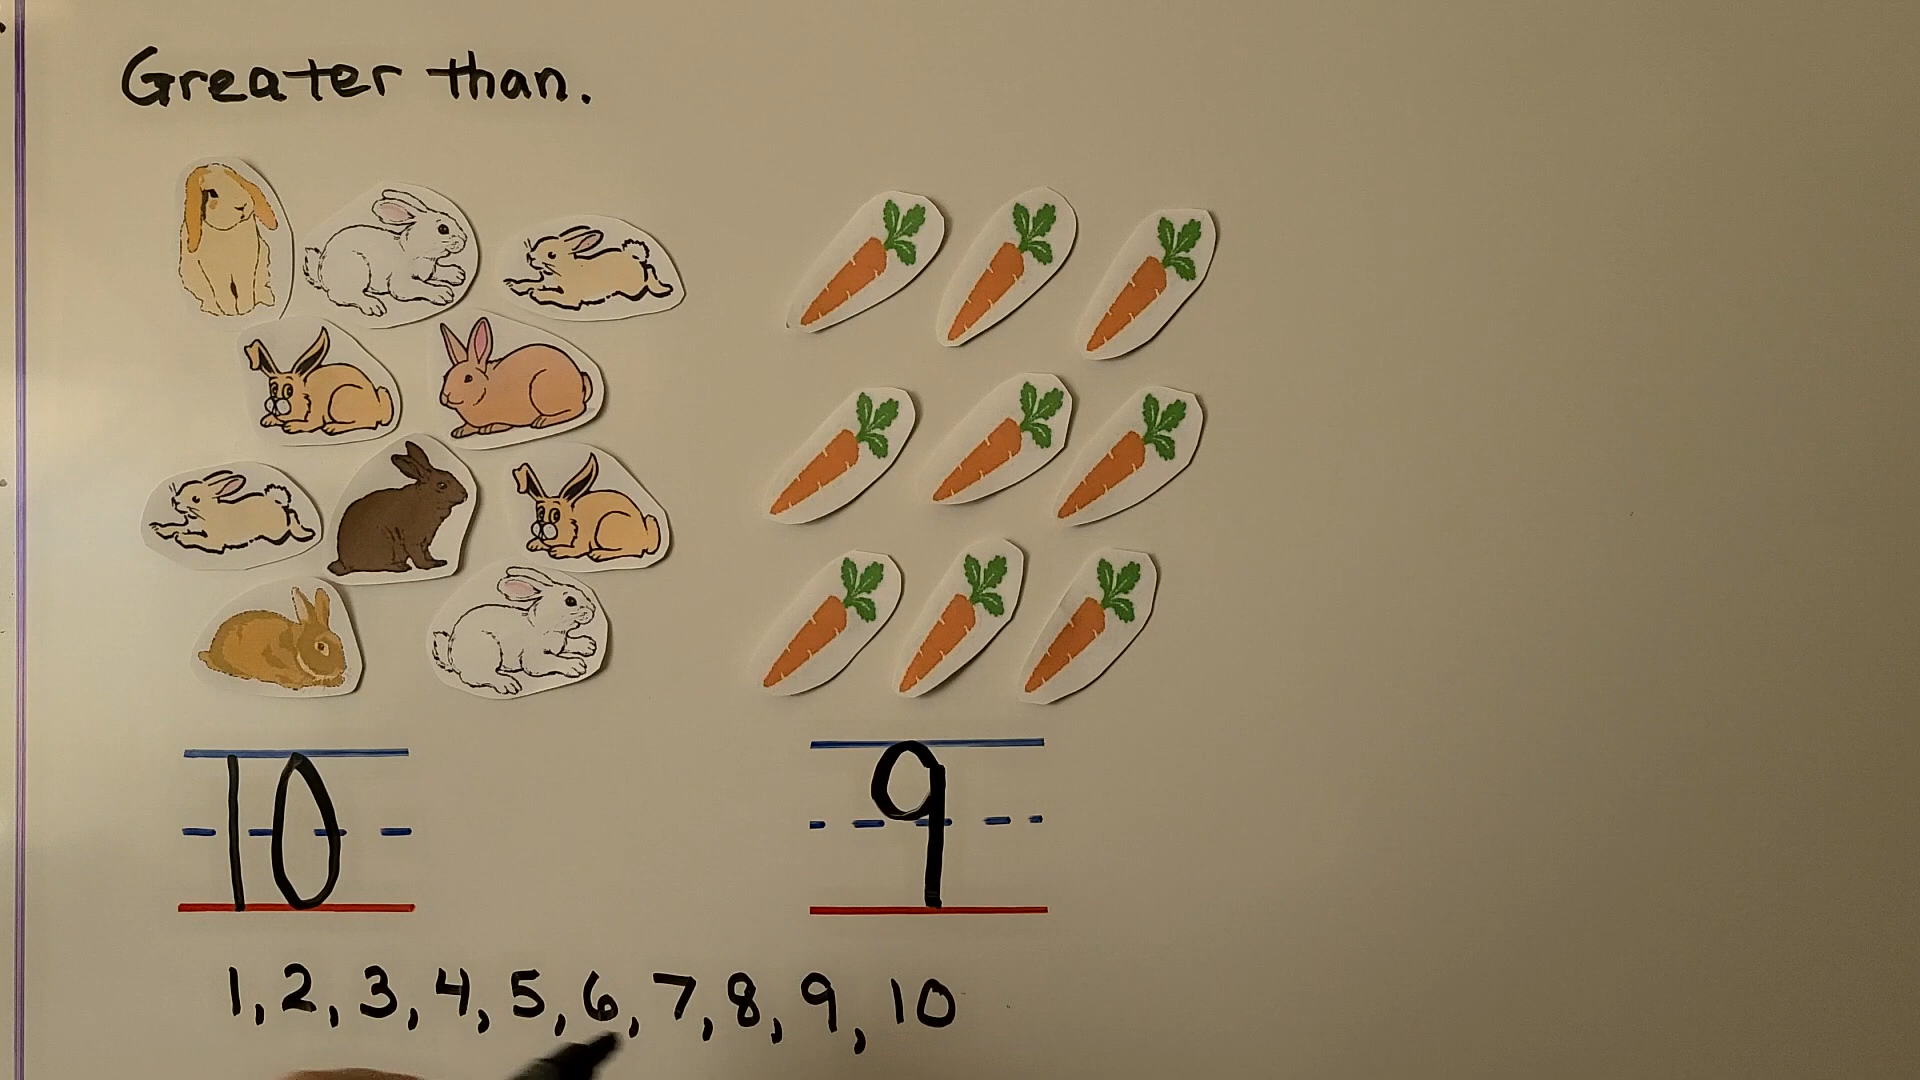 Greater than.
10 9
1, 2, 3, 4, 5, 6, 7, 8, 9, 10